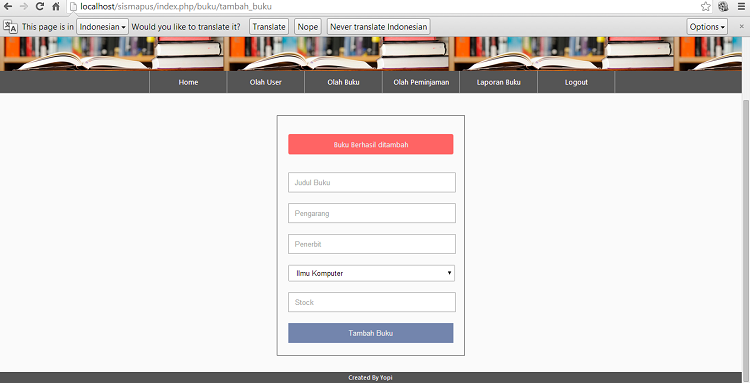 localhost/sismapus/index.php/buku/tambah_buku
This page is in Indonesian Would you like to translate it? Translate Nope Never translate Indonesian Options
Home Olah User Olah Buku Olah Peminjaman Laporan Buku Logout
Buku Berhasil ditambah
Judul Buku
Pengarang
Penerbit
Ilmu Komputer
Stock
Tambah Buku
Created By Yopi